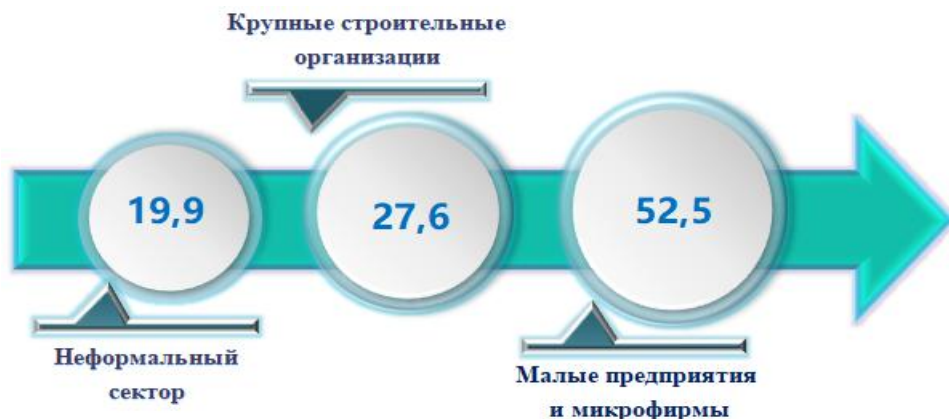 Крупные строительные
организации
19,9
27,6
52,5
Неформальный
сектор
Малые предприятия
и микрофирмы